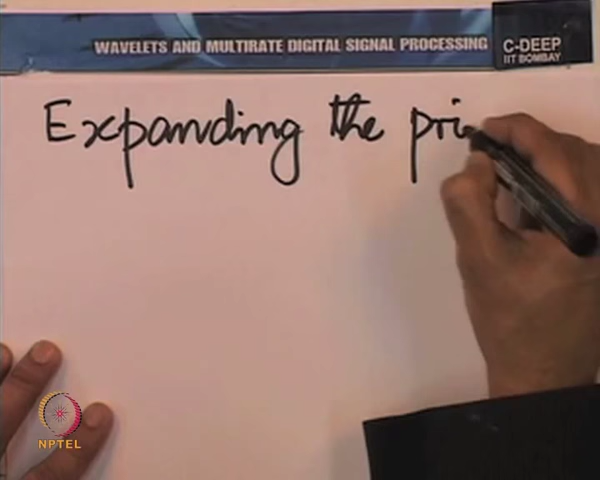 WAVELETS AND MULTIRATE DIGITAL SIGNAL PROCESSING
C-DEEP
IIT BOMBAY
Expanding the pri
NPTEL